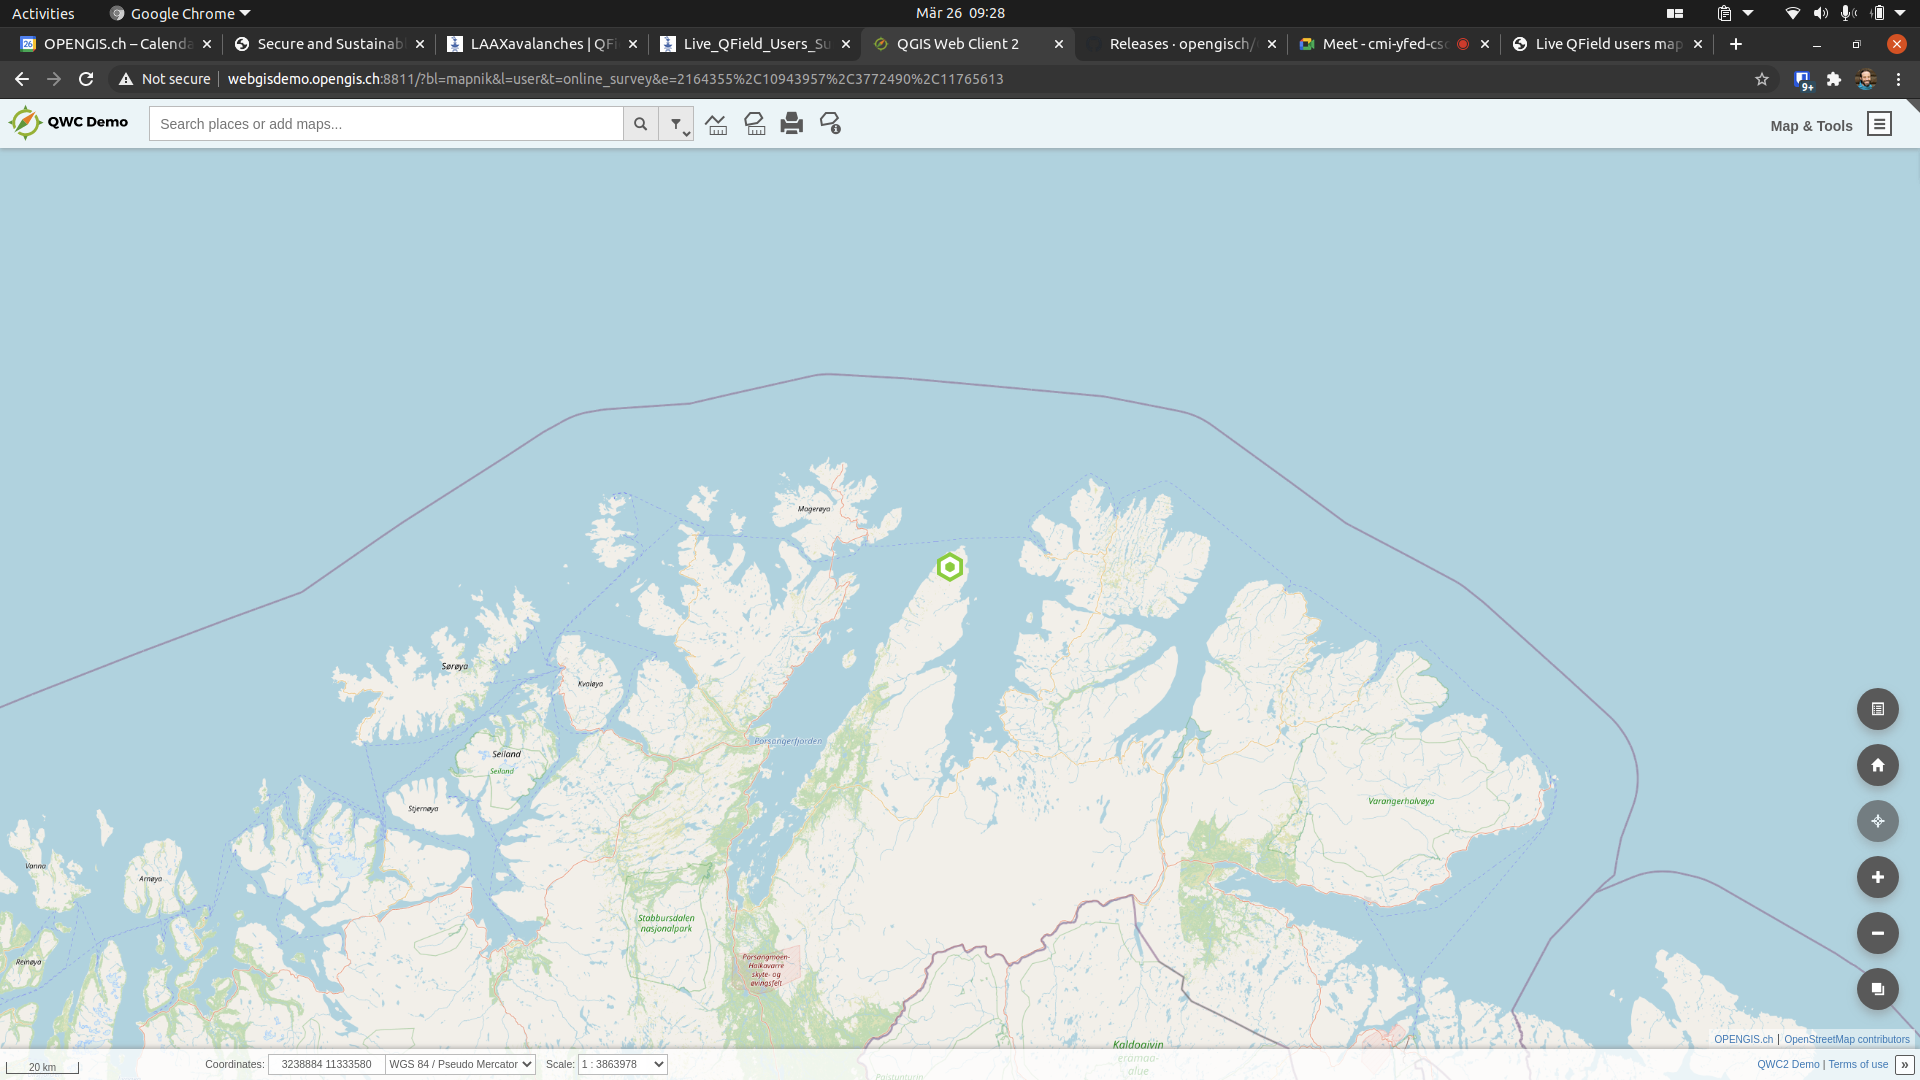 Activities
Google Chrome
Mär 26 09:28
OPENGIS.ch – Calenda
Secure and Sustainab
LAAXavalanches | QFi
Live_QField_Users_Su
QGIS Web Client 2
Releases · opengisch/
Meet - cmi-yfed-csc
Live QField users map
Not secure
webgisdemo.opengis.ch:8811/?bl=mapnik&l=user&t=online_survey&e=2164355%2C10943957%2C3772490%2C11765613
9+
QWC Demo
Search places or add maps...
Map & Tools
Magerøya
Sørøya
Kvaløya
Porsangerfjorden
Seiland
Seiland
Varangerhalvøya
Stjernøya
Vanna
Arnøya
Stabbursdalen
nasjonalpark
Reinøya
Porsangmoen-
Halkavarre
skyte- og
øvingsfelt
Kaldoaivin
erämaa-
alue
Paistunturin
OPENGIS.ch | OpenStreetMap contributors
20 km
Coordinates: 3238884 11333580 WGS 84 / Pseudo Mercator Scale: 1 : 3863978
QWC2 Demo | Terms of use »